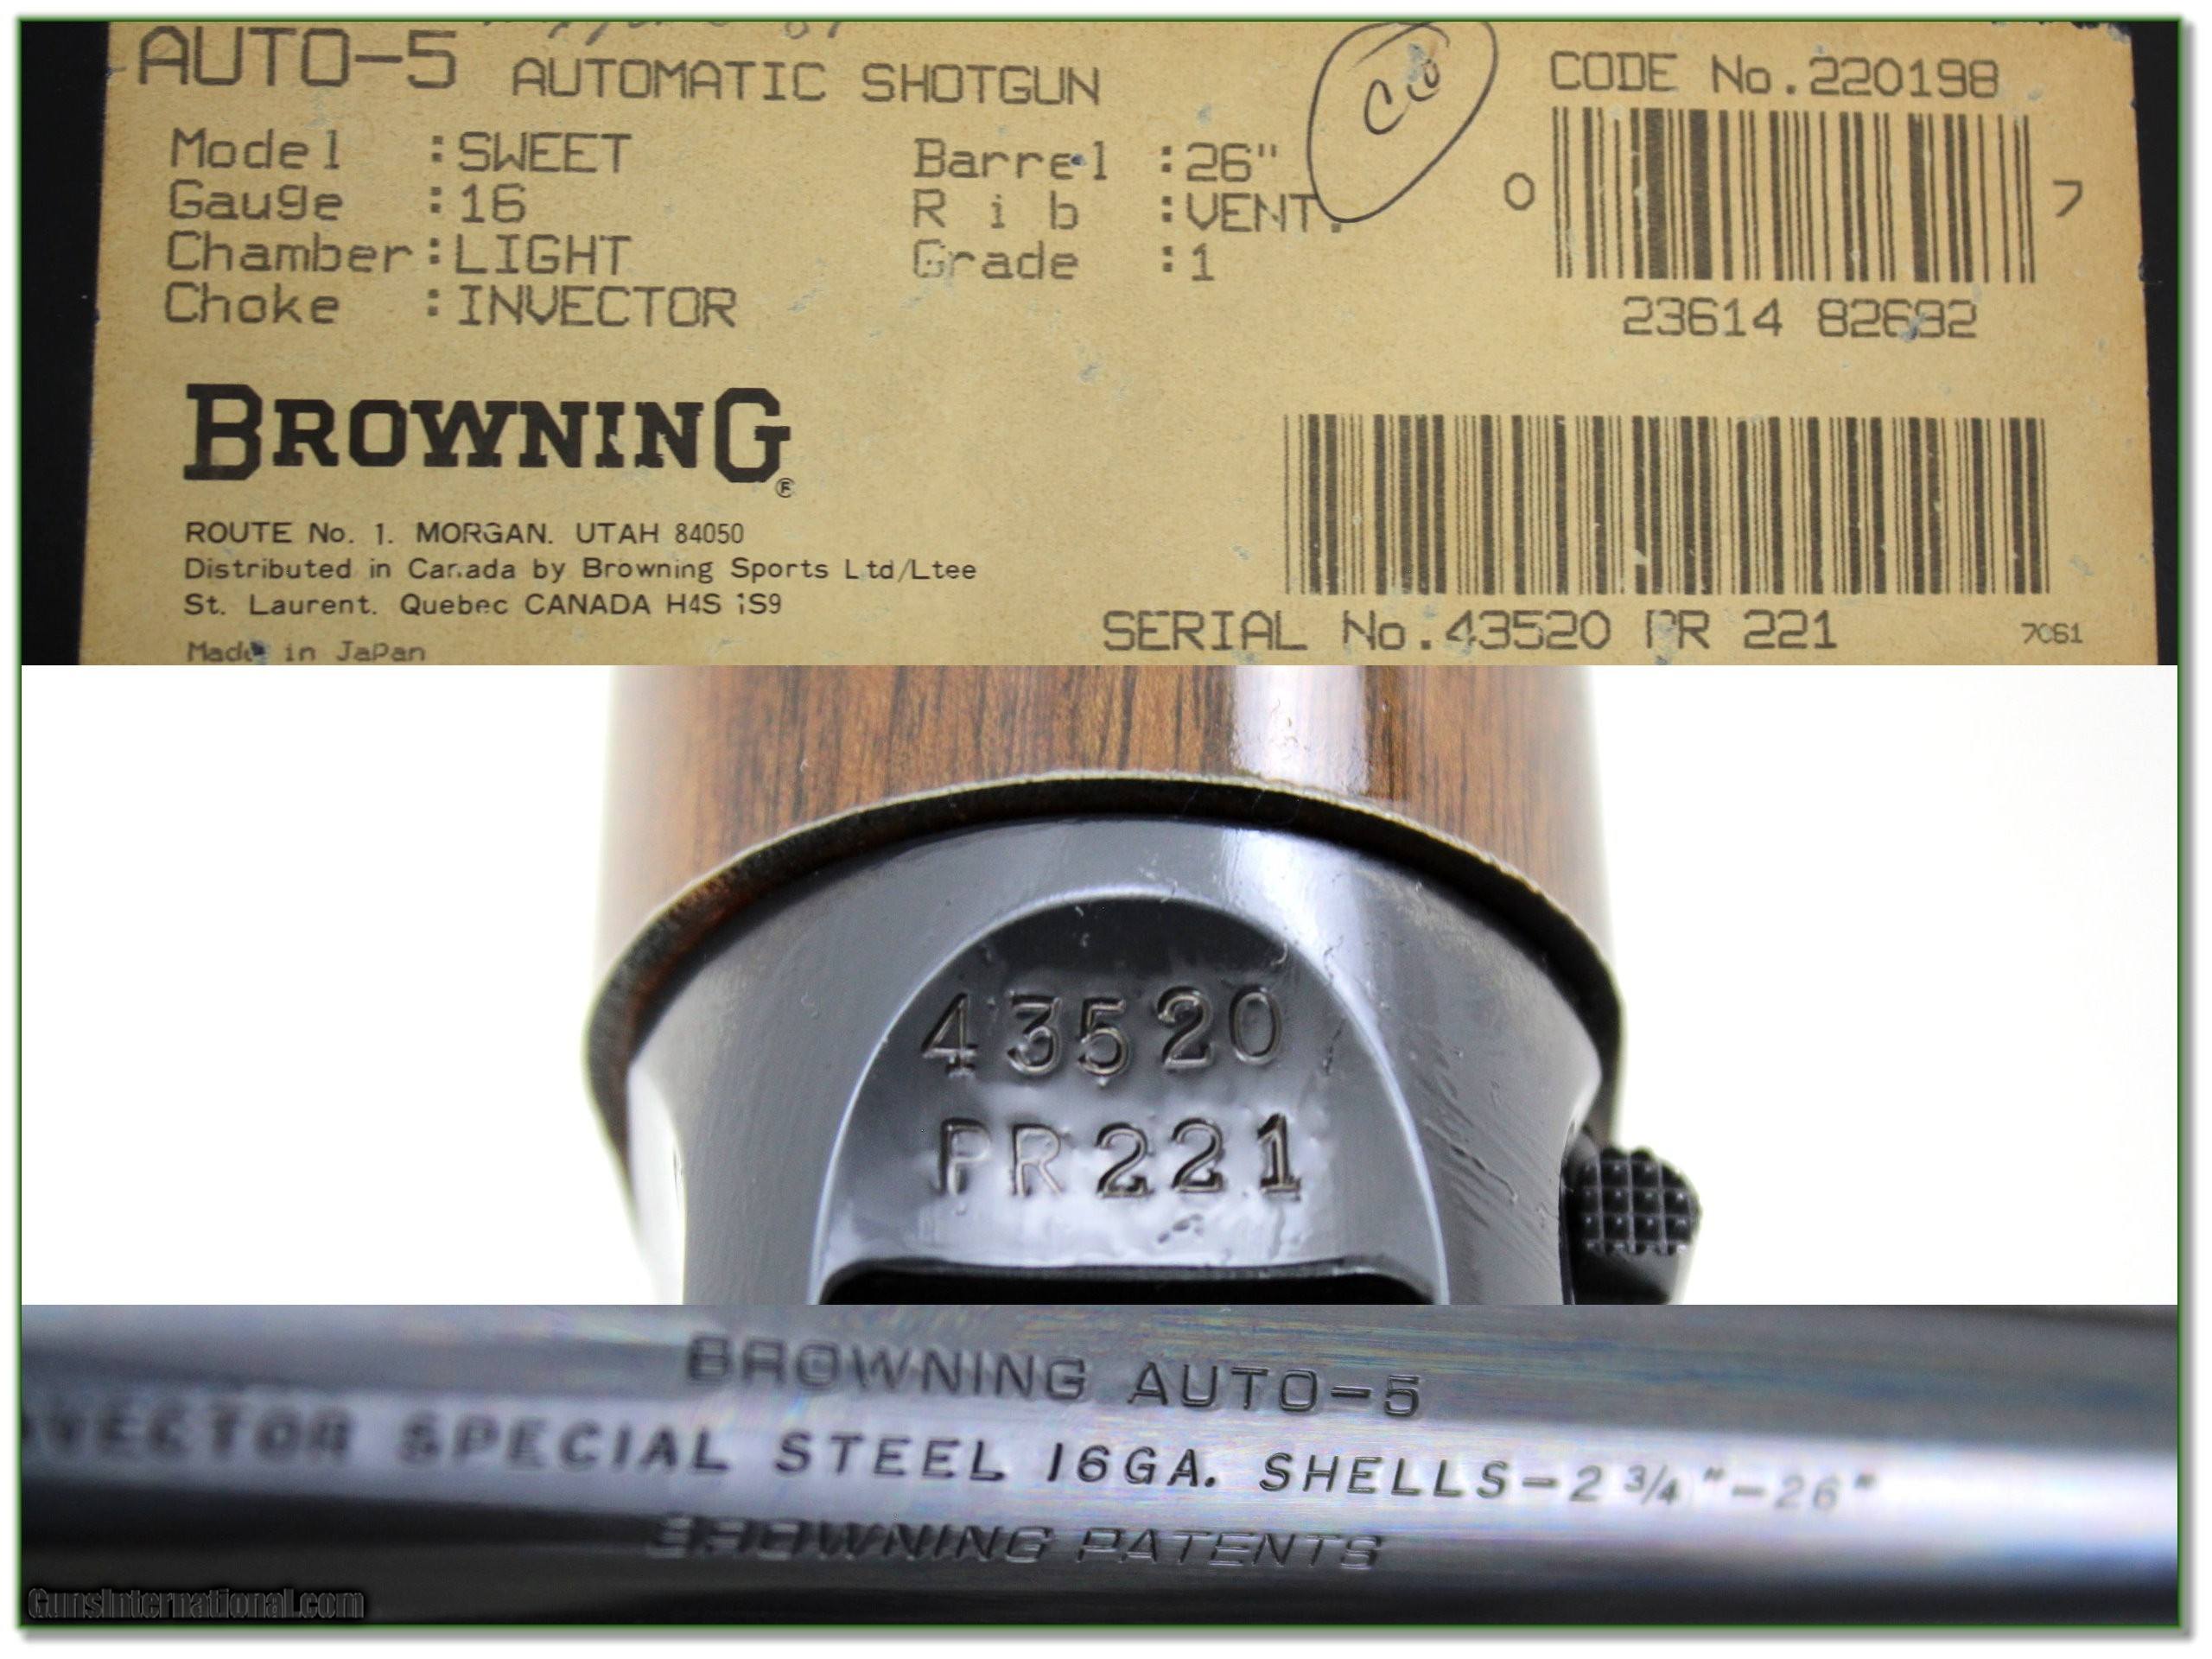 AUTO-5 AUTOMATIC SHOTGUN
Model :SWEET
Gauge :16
Chamber:LIGHT
Choke :INVECTOR
Barrel :26"
Rib :VENT.
Grade :1
CODE No.220198
0 7
23614 82692
BROWNING®
ROUTE No. 1. MORGAN. UTAH 84050
Distributed in Canada by Browning Sports Ltd/Ltee
St. Laurent. Quebec CANADA H4S 1S9
Made in Japan
SERIAL No.43520 PR 221
7C61
43520
PR221
BROWNING AUTO-5
VECTOR SPECIAL STEEL 16GA. SHELLS-2 3/4"-26"
BROWNING PATENTS
GunsInternational.com